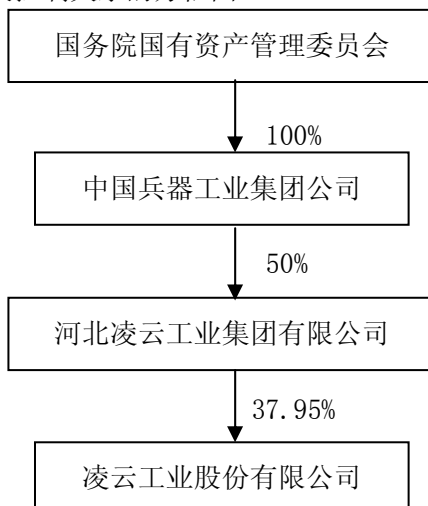 国务院国有资产管理委员会
100%
中国兵器工业集团公司
50%
河北凌云工业集团有限公司
37.95%
凌云工业股份有限公司